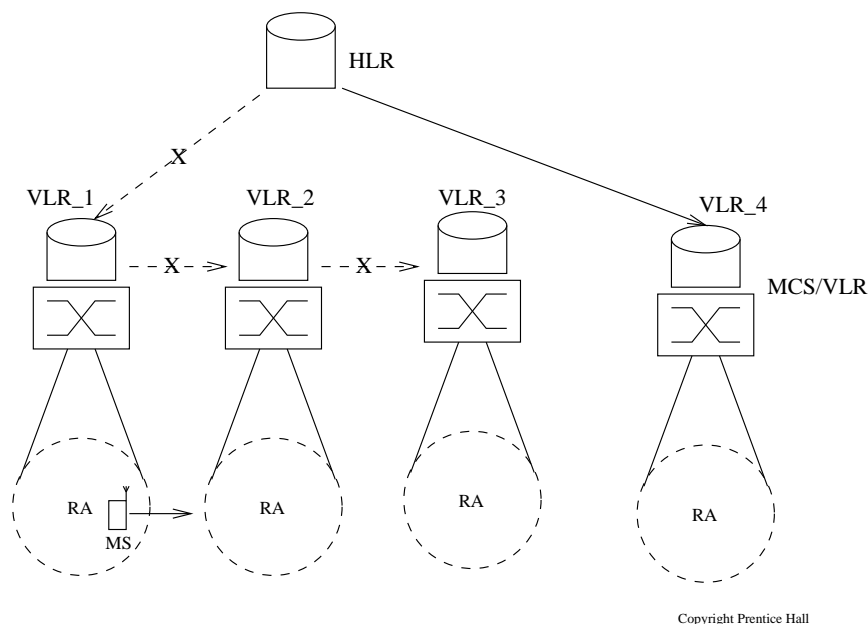 HLR
X
VLR_1
VLR_2
VLR_3
VLR_4
X
X
MCS/VLR
RA
MS
RA
RA
RA
Copyright Prentice Hall